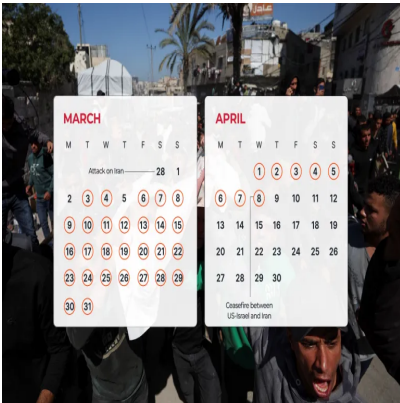 MARCH
M T W T F S S
Attack on Iran 28 1
2 3 4 5 6 7 8
9 10 11 12 13 14 15
16 17 18 19 20 21 22
23 24 25 26 27 28 29
30 31
APRIL
M T W T F S S
1 2 3 4 5
6 7 8 9 10 11 12
13 14 15 16 17 18 19
20 21 22 23 24 25 26
27 28 29 30
Ceasefire between
US-Israel and Iran